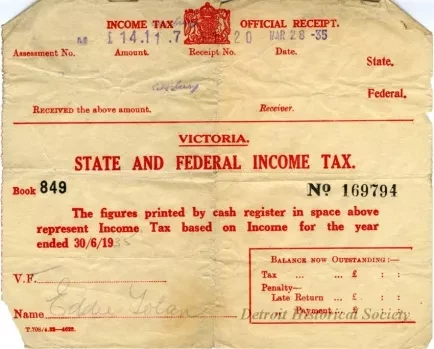 INCOME TAX OFFICIAL RECEIPT.
£ 14.11.7 20 MAR 28 -35
Assessment No. Amount. Receipt No. Date.
State.
Federal.
RECEIVED the above amount. Receiver.
VICTORIA.
STATE AND FEDERAL INCOME TAX.
Book 849 No 169794
The figures printed by cash register in space above
represent Income Tax based on Income for the year
ended 30/6/1935
BALANCE NOW OUTSTANDING:—
Tax ... ... £ : :
Penalty—
Late Return ... £ : :
Payment ... £ : :
V.F.
Name Eddie Tolan
Detroit Historical Society